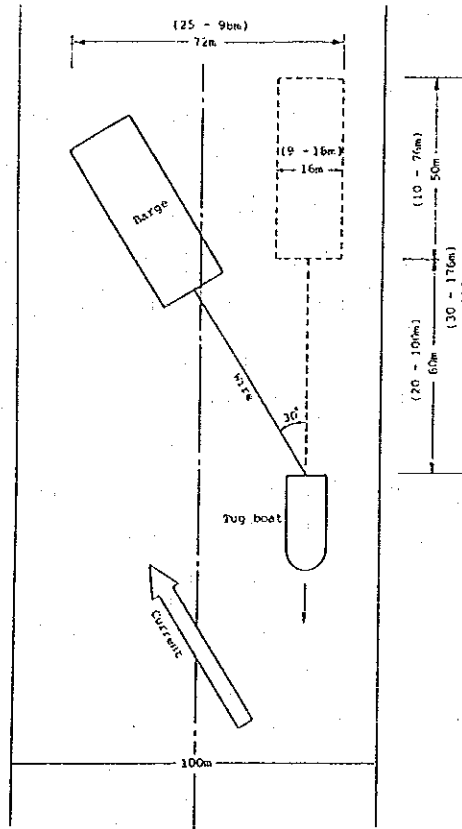 (25 - 96m)
72m
(9 - 16m)
16m
(10 - 76m)
50m
(30 - 176m)
(20 - 100m)
60m
Barge
Wire
30°
Tug boat
Current
100m